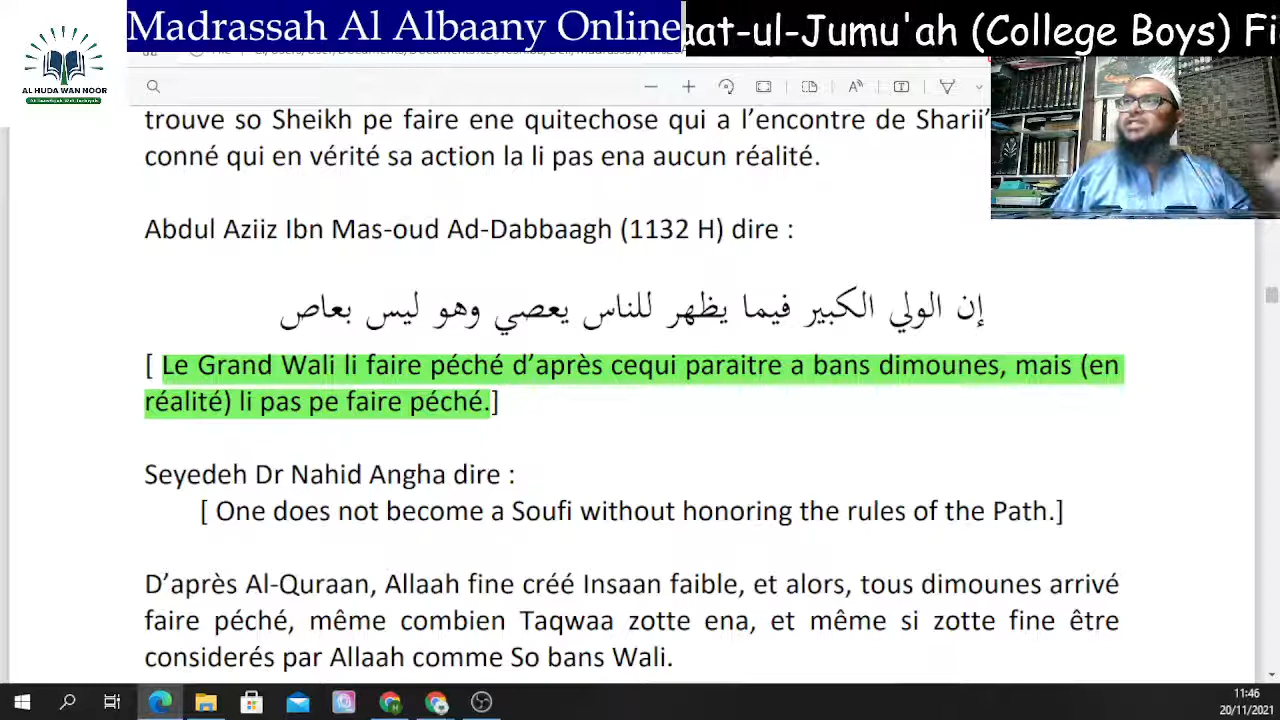 Madrassah Al Albaany Online
aat-ul-Jumu'ah (College Boys) Fi
AL HUDA WAN NOOR
trouve so Sheikh pe faire ene quitechose qui a l’encontre de Sharii’
conné qui en vérité sa action la li pas ena aucun réalité.
Abdul Aziiz Ibn Mas-oud Ad-Dabbaagh (1132 H) dire :
إن الولي الكبير فيما يظهر للناس يعصي وهو ليس بعاص
[ Le Grand Wali li faire péché d’après cequi paraitre a bans dimounes, mais (en
réalité) li pas pe faire péché.]
Seyedeh Dr Nahid Angha dire :
[ One does not become a Soufi without honoring the rules of the Path.]
D’après Al-Quraan, Allaah fine créé Insaan faible, et alors, tous dimounes arrivé
faire péché, même combien Taqwaa zotte ena, et même si zotte fine être
considerés par Allaah comme So bans Wali.
11:46
20/11/2021